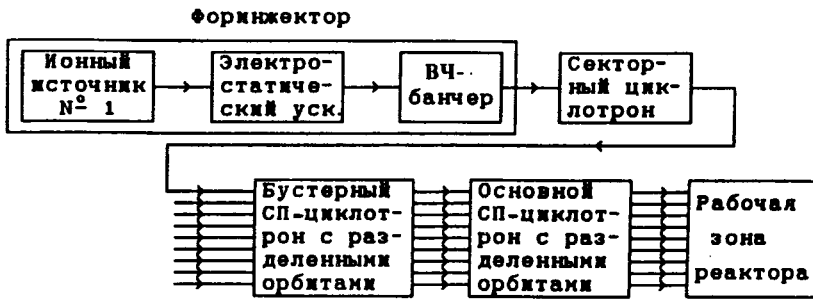 Форинжектор
Ионный
источник
№ 1
Электро-
статиче-
ский уск.
ВЧ-
банчер
Сектор-
ный цик-
лотрон
Бустерный
СП-циклот-
рон с раз-
деленными
орбитами
Основной
СП-циклот-
рон с раз-
деленными
орбитами
Рабочая
зона
реактора